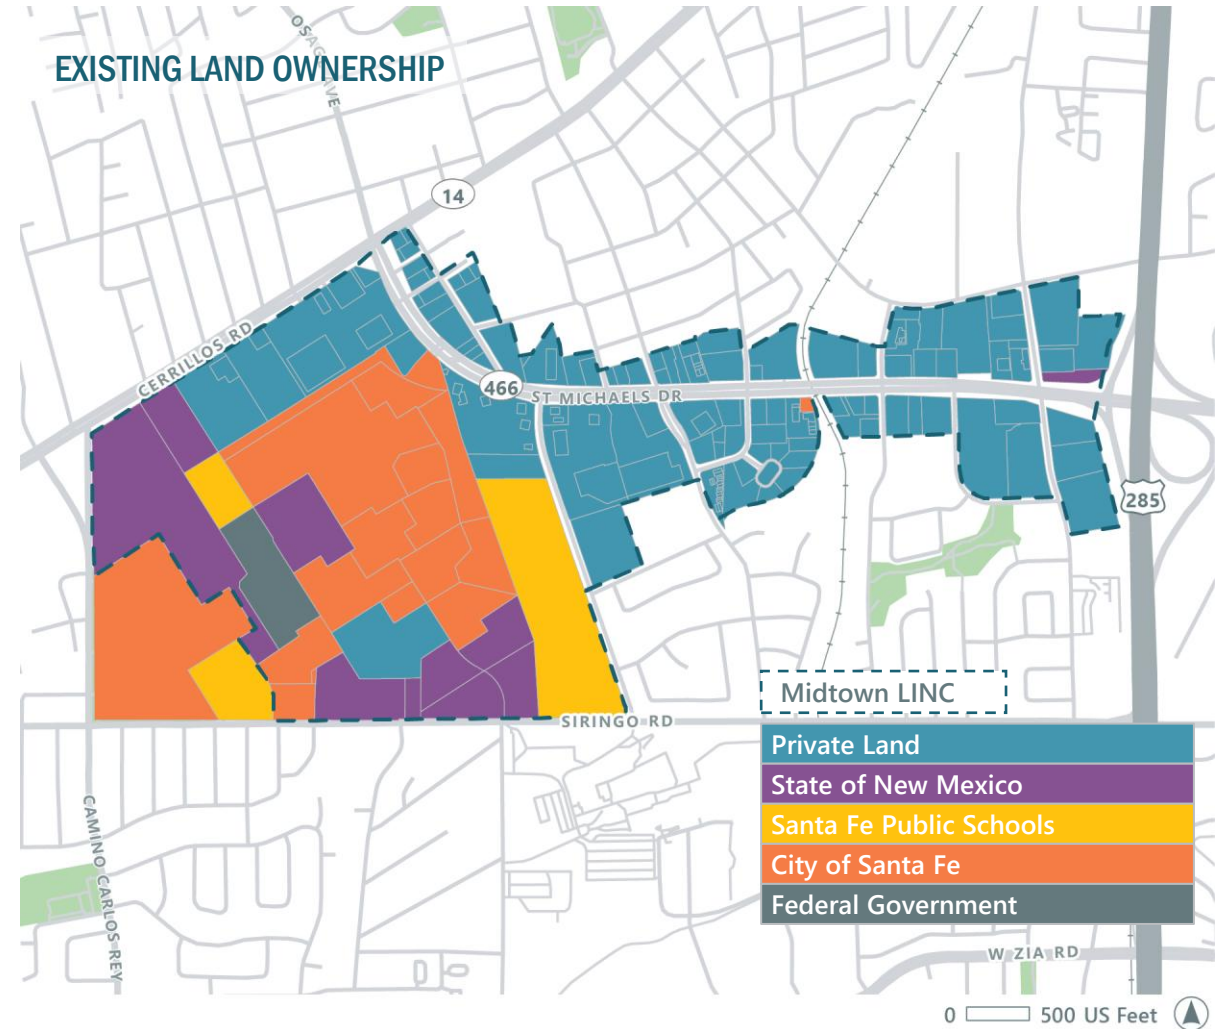 EXISTING LAND OWNERSHIP
OSAGE AVE
14
CERRILLOS RD
466
ST MICHAELS DR
285
Midtown LINC
SIRINGO RD
Private Land
State of New Mexico
Santa Fe Public Schools
City of Santa Fe
Federal Government
CAMINO CARLOS REY
W ZIA RD
0 500 US Feet